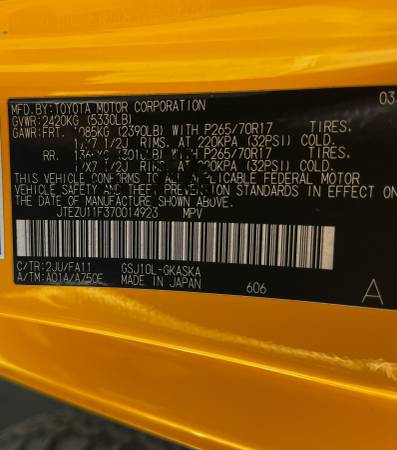 MFD.BY:TOYOTA MOTOR CORPORATION 03
GVWR:2420KG (5330LB)
GAWR:FRT. 1085KG (2390LB) WITH P265/70R17 TIRES,
17X7 1/2J RIMS, AT 220KPA (32PSI) COLD.
RR. (3010LB) WITH P265/70R17 TIRES,
17X7 1/2J RIMS, AT 220KPA (32PSI) COLD.
THIS VEHICLE CONFORMS TO ALL APPLICABLE FEDERAL MOTOR
VEHICLE SAFETY AND THEFT PREVENTION STANDARDS IN EFFECT ON
THE DATE OF MANUFACTURE SHOWN ABOVE.
JTEZU11F370014923 MPV
C/TR:2JU/FA11 GSJ10L-GKASKA
A/TM:A01A/A750E MADE IN JAPAN 606 A